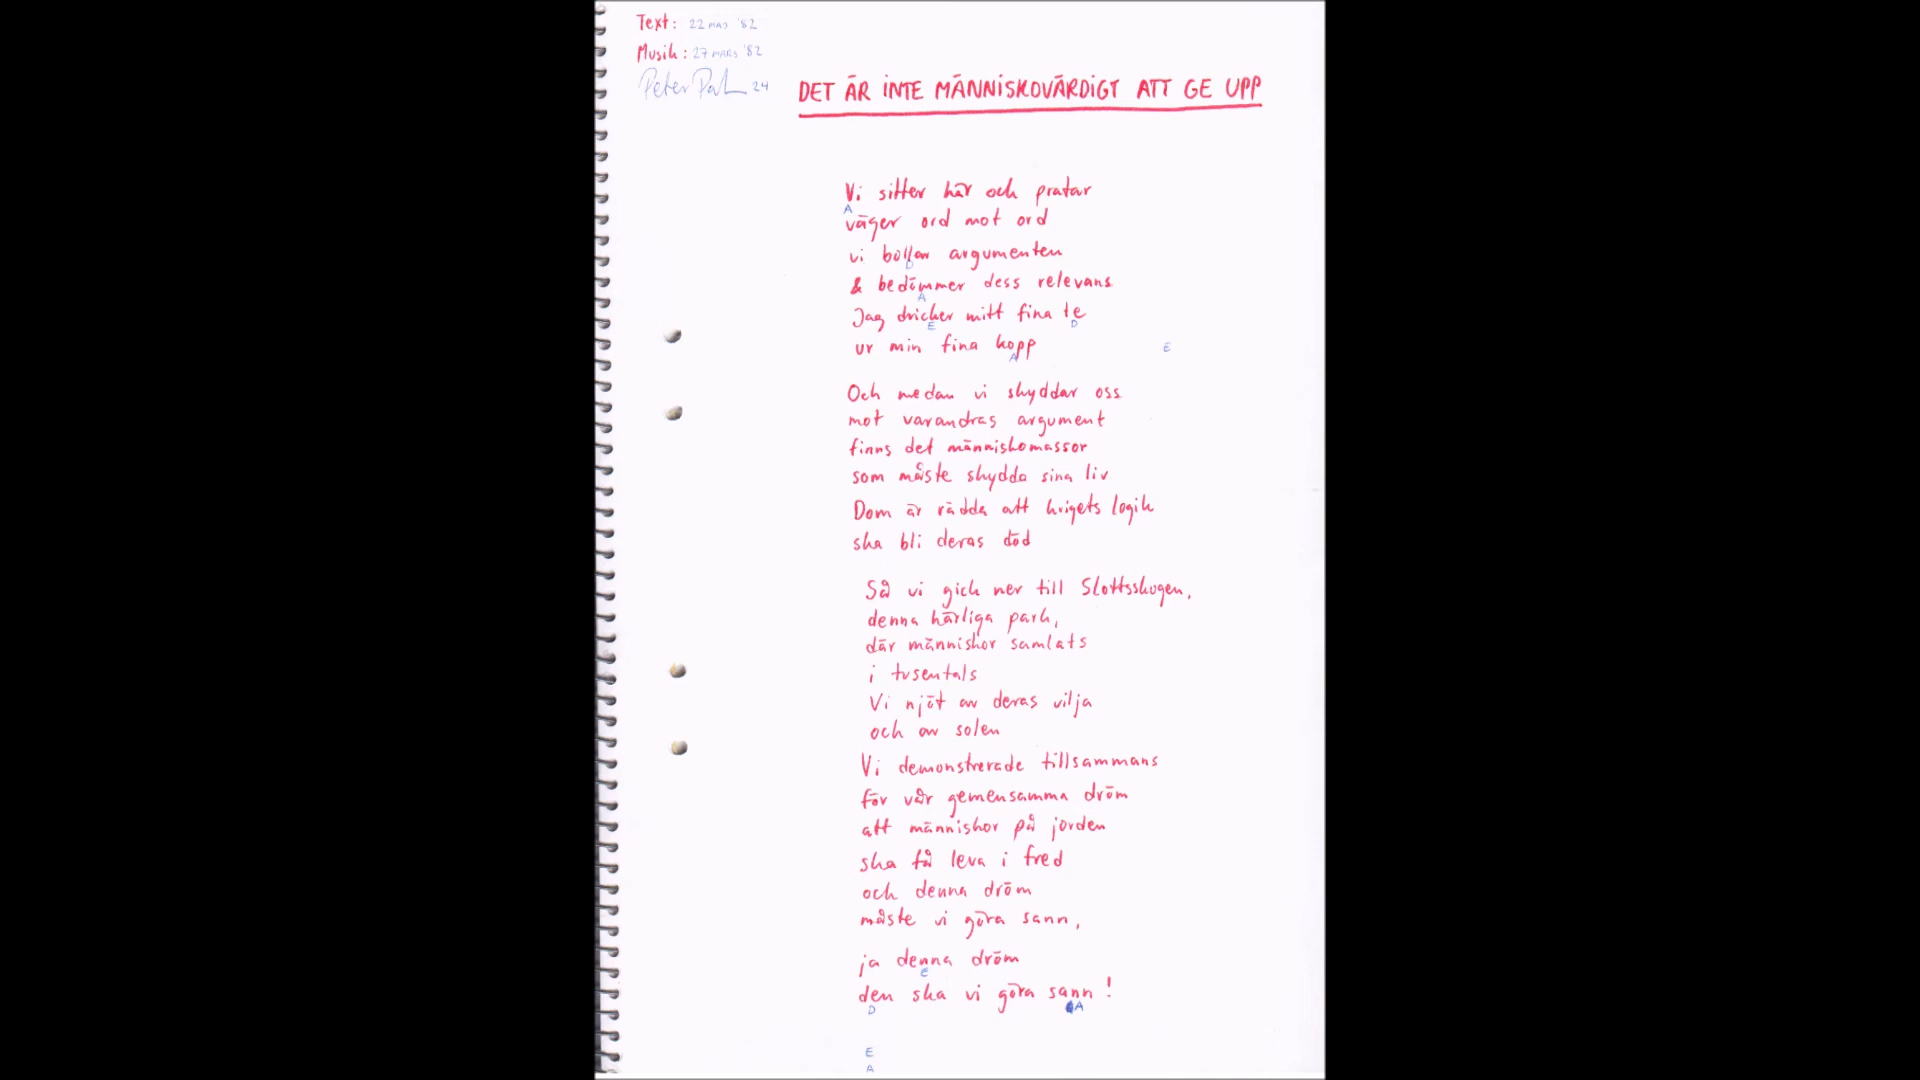 Text: 22 MAJ '82
Musik: 27 MARS '82
Peter 24
DET ÄR INTE MÄNNISKOVÄRDIGT ATT GE UPP
Vi sitter här och pratar
A
väger ord mot ord
vi bollar argumenten
D
& bedömmer dess relevans
A
Jag dricker mitt fina te
E D
ur min fina kopp
A E
Och medan vi skyddar oss
mot varandras argument
finns det människomassor
som måste skydda sina liv
Dom är rädda att krigets logik
ska bli deras död
Så vi gick ner till Slottsskogen,
denna härliga park,
där människor samlats
i tusentals
Vi njöt av deras vilja
och av solen
Vi demonstrerade tillsammans
för vår gemensamma dröm
att människor på jorden
ska få leva i fred
och denna dröm
måste vi göra sann,
ja denna dröm
E
den ska vi göra sann!
D A
E
A